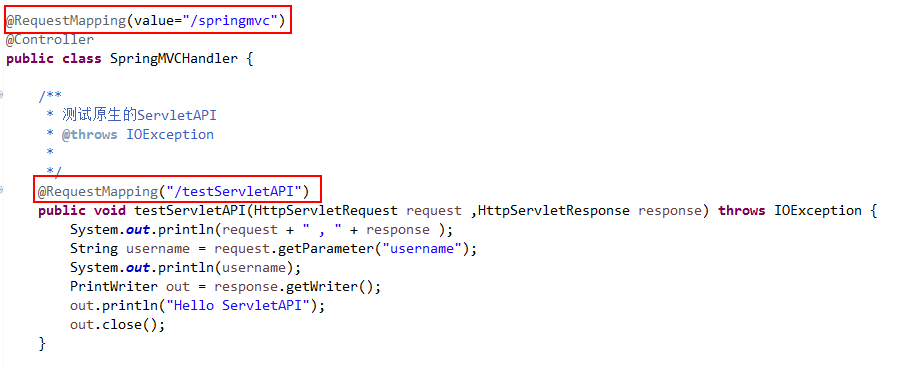 @RequestMapping(value="/springmvc")
@Controller
public class SpringMVCHandler {
/**
* 测试原生的ServletAPI
* @throws IOException
*
*/
@RequestMapping("/testServletAPI")
public void testServletAPI(HttpServletRequest request ,HttpServletResponse response) throws IOException {
System.out.println(request + " , " + response );
String username = request.getParameter("username");
System.out.println(username);
PrintWriter out = response.getWriter();
out.println("Hello ServletAPI");
out.close();
}